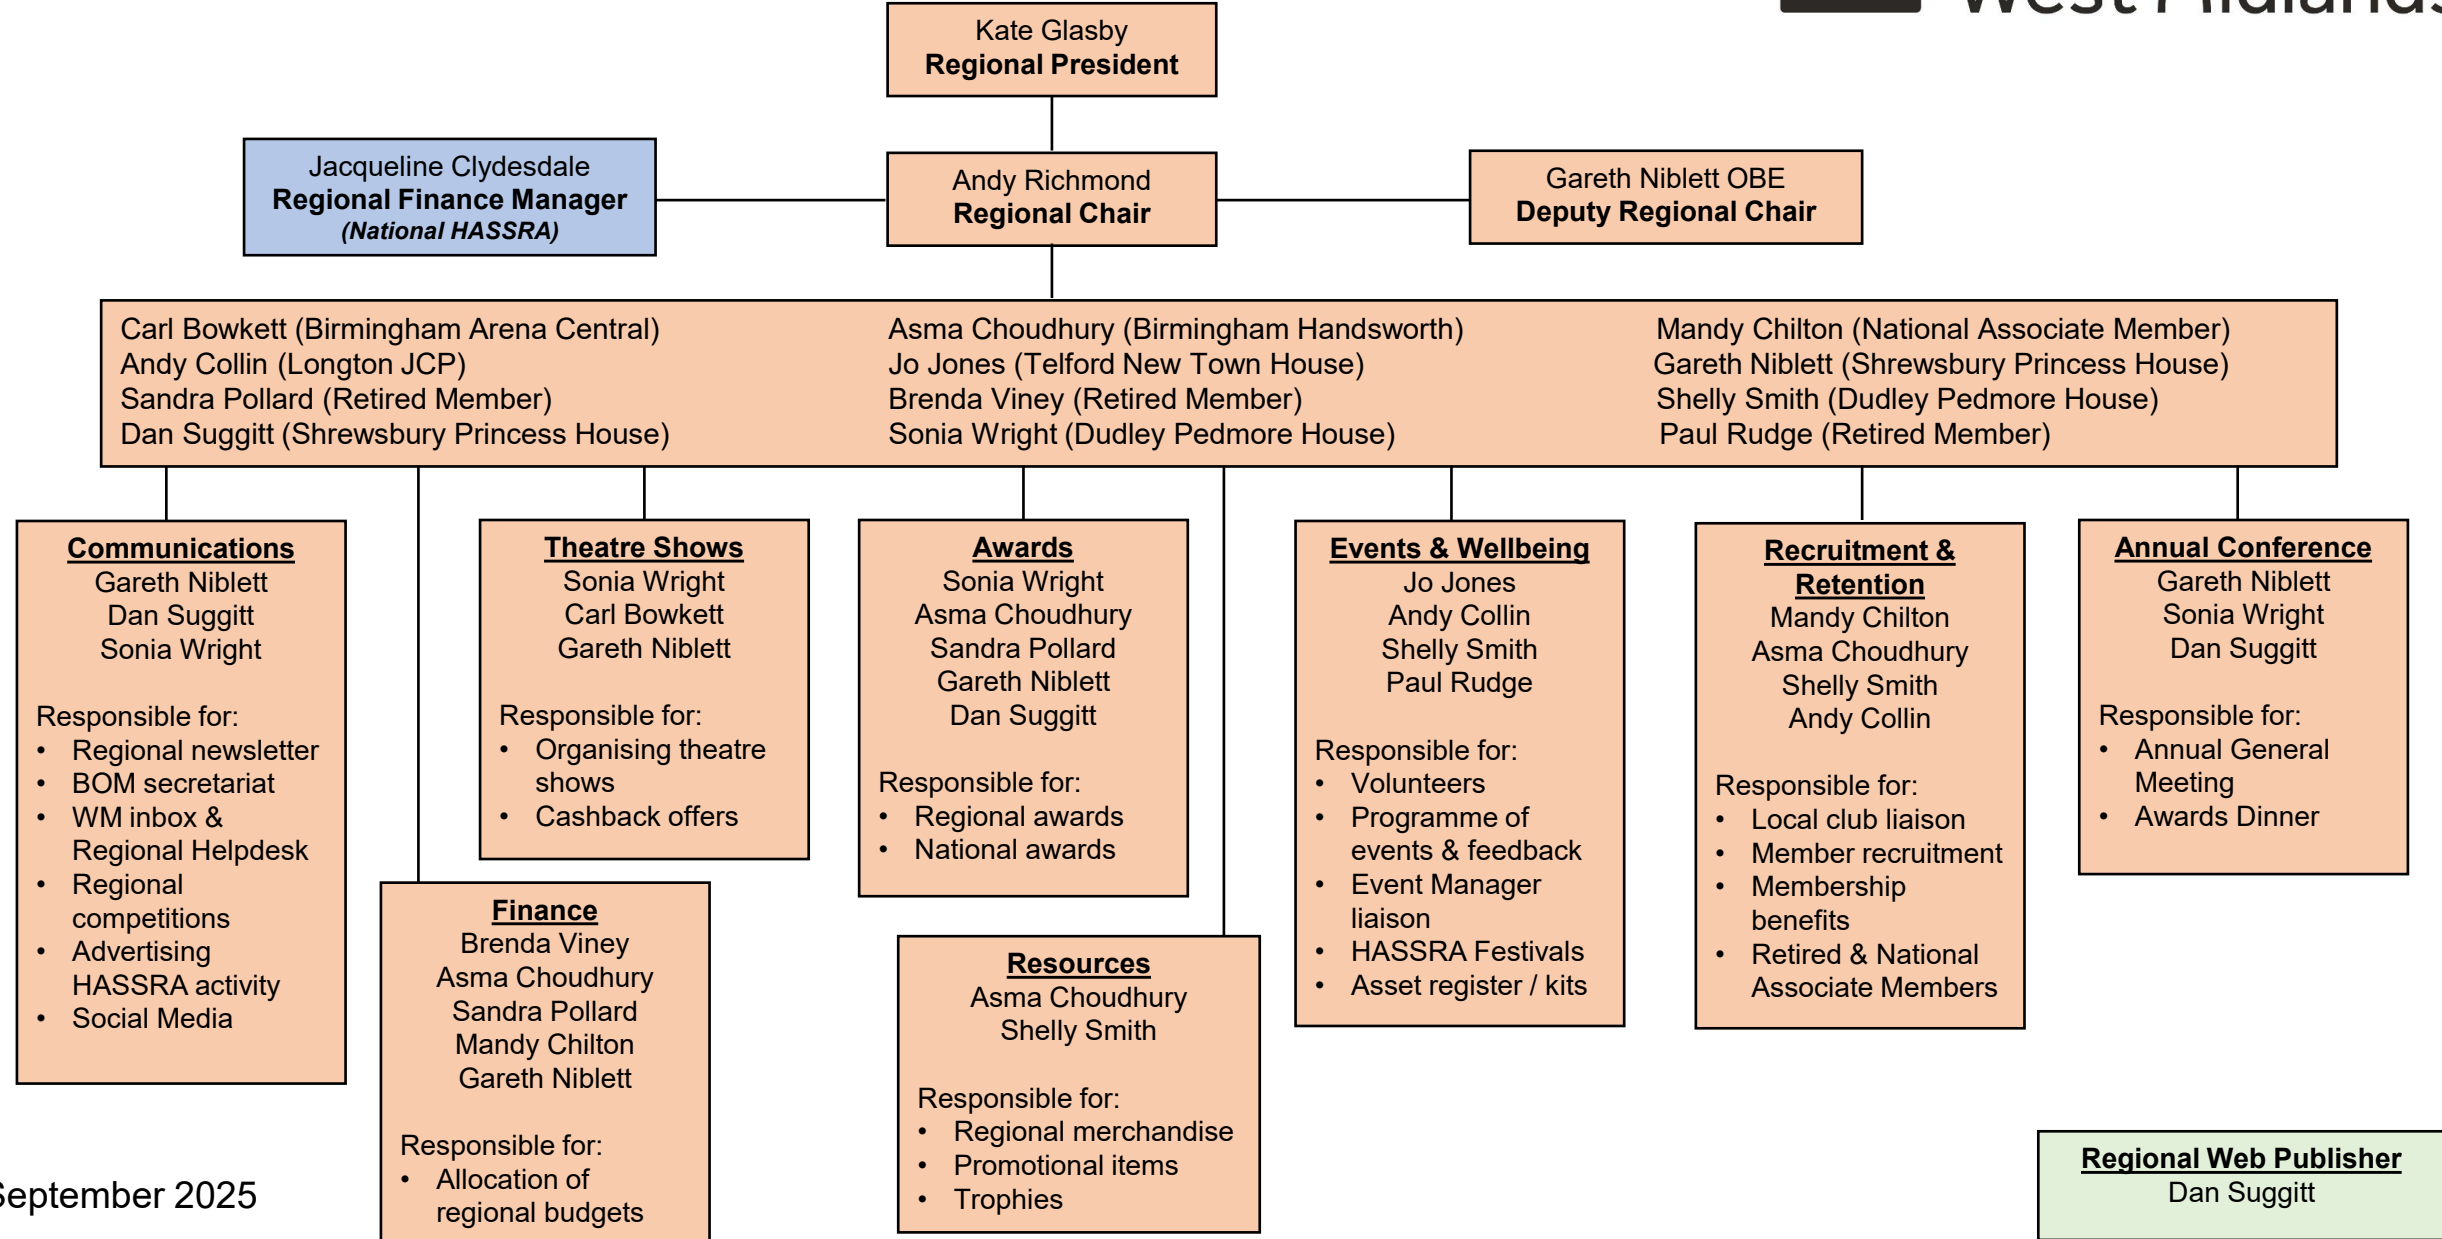 West Midlands
Kate Glasby
Regional President
Jacqueline Clydesdale
Regional Finance Manager
(National HASSRA)
Andy Richmond
Regional Chair
Gareth Niblett OBE
Deputy Regional Chair
Carl Bowkett (Birmingham Arena Central)
Andy Collin (Longton JCP)
Sandra Pollard (Retired Member)
Dan Suggitt (Shrewsbury Princess House)
Asma Choudhury (Birmingham Handsworth)
Jo Jones (Telford New Town House)
Brenda Viney (Retired Member)
Sonia Wright (Dudley Pedmore House)
Mandy Chilton (National Associate Member)
Gareth Niblett (Shrewsbury Princess House)
Shelly Smith (Dudley Pedmore House)
Paul Rudge (Retired Member)
Communications
Gareth Niblett
Dan Suggitt
Sonia Wright
Responsible for:
• Regional newsletter
• BOM secretariat
• WM inbox &
Regional Helpdesk
• Regional
competitions
• Advertising
HASSRA activity
• Social Media
Theatre Shows
Sonia Wright
Carl Bowkett
Gareth Niblett
Responsible for:
• Organising theatre
shows
• Cashback offers
Finance
Brenda Viney
Asma Choudhury
Sandra Pollard
Mandy Chilton
Gareth Niblett
Responsible for:
• Allocation of
regional budgets
Awards
Sonia Wright
Asma Choudhury
Sandra Pollard
Gareth Niblett
Dan Suggitt
Responsible for:
• Regional awards
• National awards
Resources
Asma Choudhury
Shelly Smith
Responsible for:
• Regional merchandise
• Promotional items
• Trophies
Events & Wellbeing
Jo Jones
Andy Collin
Shelly Smith
Paul Rudge
Responsible for:
• Volunteers
• Programme of
events & feedback
• Event Manager
liaison
• HASSRA Festivals
• Asset register / kits
Recruitment &
Retention
Mandy Chilton
Asma Choudhury
Shelly Smith
Andy Collin
Responsible for:
• Local club liaison
• Member recruitment
• Membership
benefits
• Retired & National
Associate Members
Annual Conference
Gareth Niblett
Sonia Wright
Dan Suggitt
Responsible for:
• Annual General
Meeting
• Awards Dinner
Regional Web Publisher
Dan Suggitt
September 2025